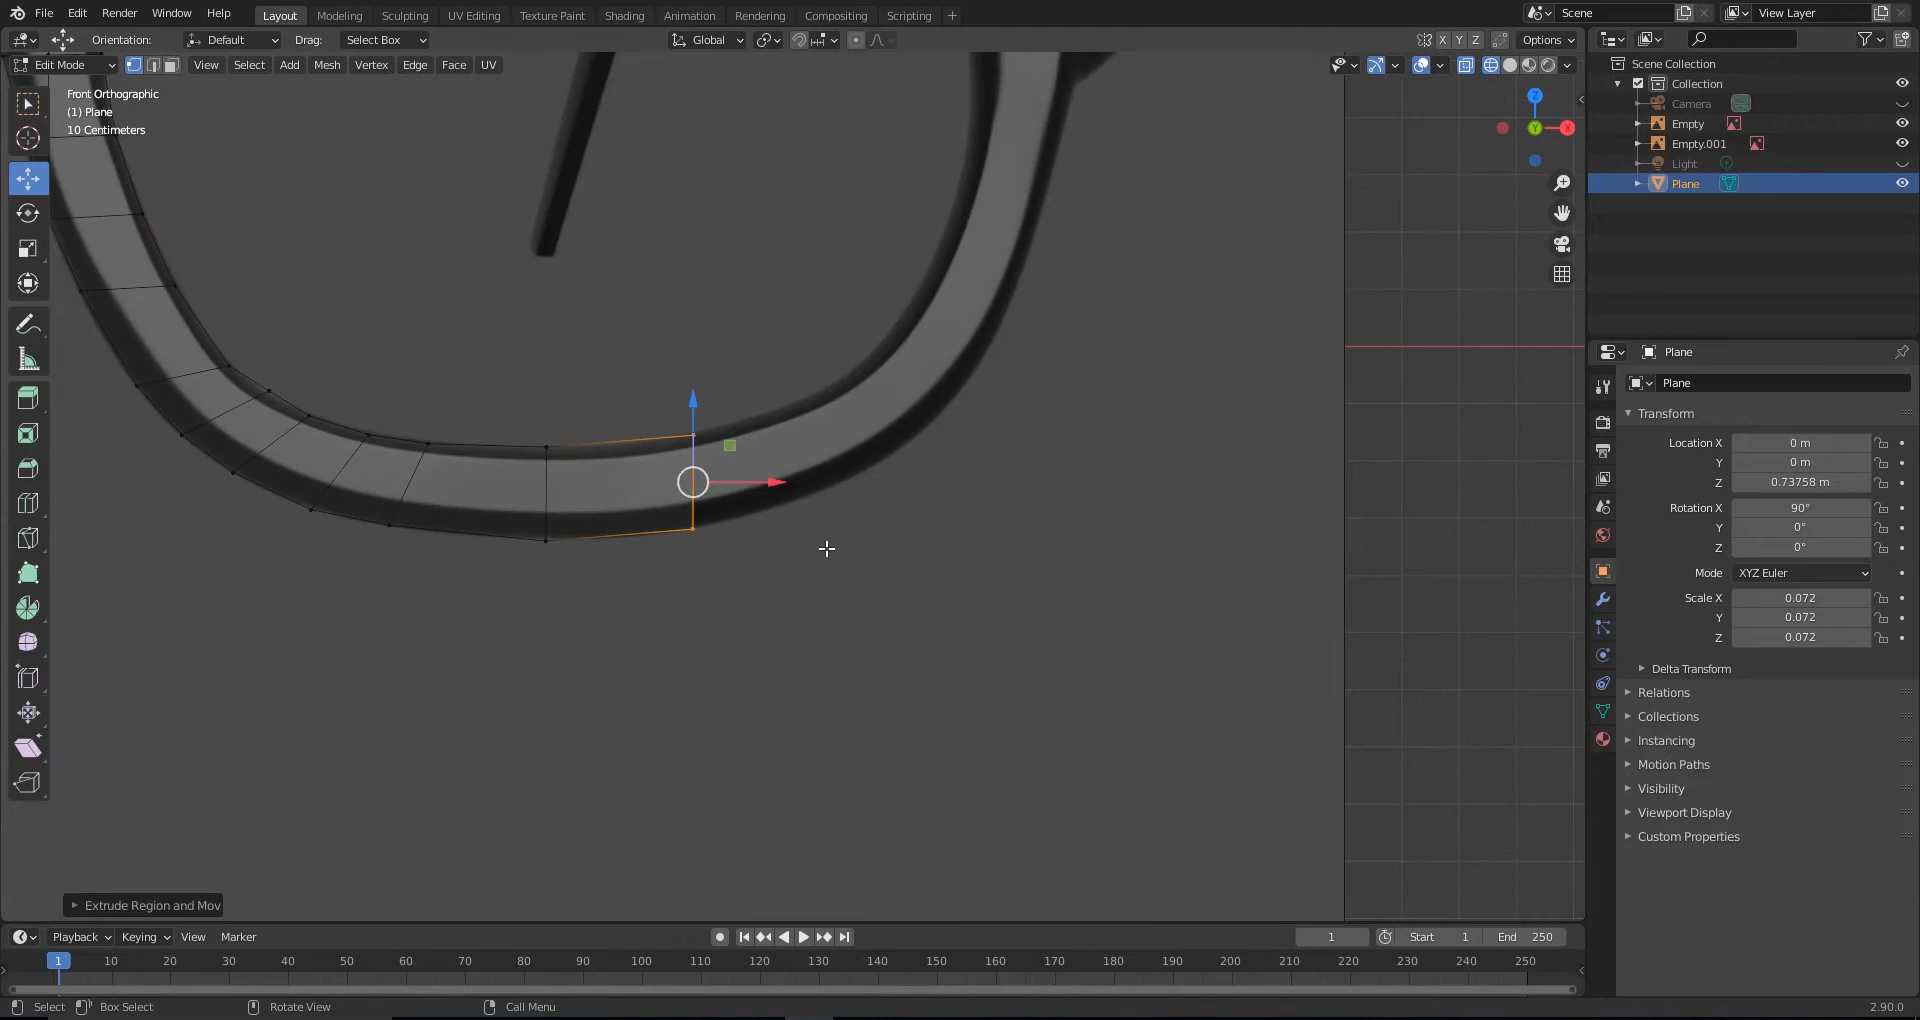 File Edit Render Window Help Layout Modeling Sculpting UV Editing Texture Paint Shading Animation Rendering Compositing Scripting + Scene View Layer
Orientation: Default Drag: Select Box Global X Y Z Options
Edit Mode View Select Add Mesh Vertex Edge Face UV
Front Orthographic
(1) Plane
10 Centimeters
Z
Y
X
Extrude Region and Mov
Scene Collection
Collection
Camera
Empty
Empty.001
Light
Plane
Plane
Plane
Transform
Location X 0 m
Y 0 m
Z 0.73758 m
Rotation X 90°
Y 0°
Z 0°
Mode XYZ Euler
Scale X 0.072
Y 0.072
Z 0.072
Delta Transform
Relations
Collections
Instancing
Motion Paths
Visibility
Viewport Display
Custom Properties
Playback Keying View Marker 1 Start 1 End 250
1 10 20 30 40 50 60 70 80 90 100 110 120 130 140 150 160 170 180 190 200 210 220 230 240 250
Select Box Select Rotate View Call Menu 2.90.0